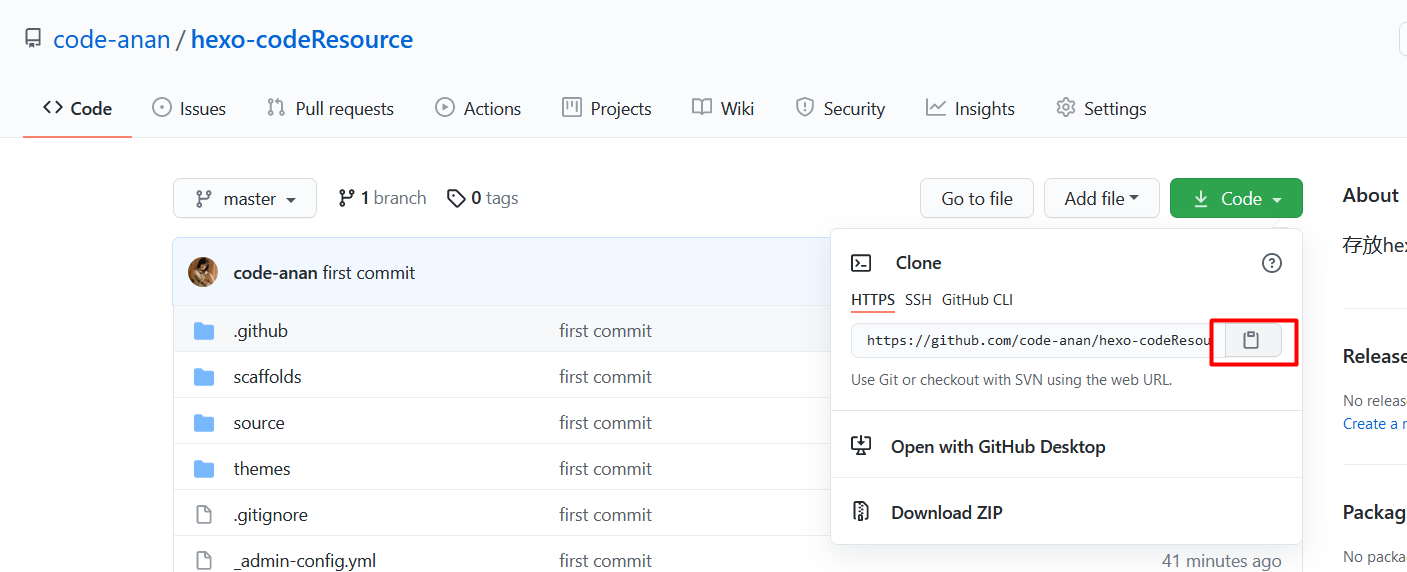 code-anan / hexo-codeResource
Code Issues Pull requests Actions Projects Wiki Security Insights Settings
master 1 branch 0 tags Go to file Add file Code
About
存放hex
code-anan first commit
Clone
HTTPS SSH GitHub CLI
https://github.com/code-anan/hexo-codeResou
Use Git or checkout with SVN using the web URL.
Open with GitHub Desktop
Download ZIP
.github first commit
scaffolds first commit
source first commit
themes first commit
.gitignore first commit
_admin-config.yml first commit 41 minutes ago
Release
No releas
Create a r
Packag
No packa